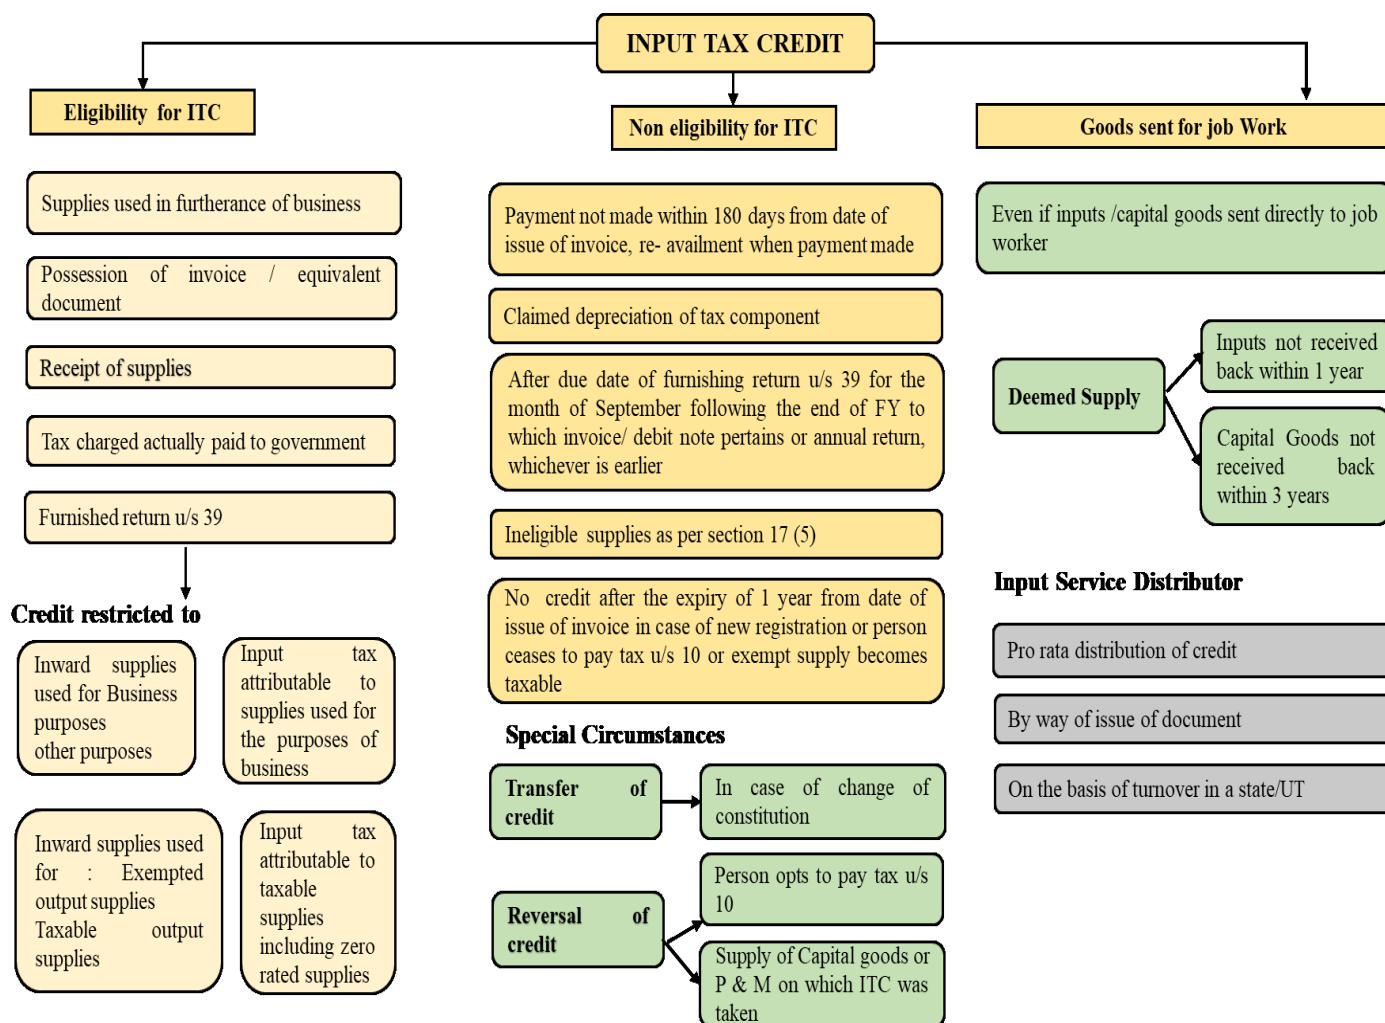 INPUT TAX CREDIT
Eligibility for ITC
Supplies used in furtherance of business
Possession of invoice / equivalent
document
Receipt of supplies
Tax charged actually paid to government
Furnished return u/s 39
Credit restricted to
Inward supplies
used for Business
purposes
other purposes
Input tax
attributable to
supplies used for
the purposes of
business
Inward supplies used
for : Exempted
output supplies
Taxable output
supplies
Input tax
attributable to
taxable
supplies
including zero
rated supplies
Non eligibility for ITC
Payment not made within 180 days from date of
issue of invoice, re- availment when payment made
Claimed depreciation of tax component
After due date of furnishing return u/s 39 for the
month of September following the end of FY to
which invoice/ debit note pertains or annual return,
whichever is earlier
Ineligible supplies as per section 17 (5)
No credit after the expiry of 1 year from date of
issue of invoice in case of new registration or person
ceases to pay tax u/s 10 or exempt supply becomes
taxable
Special Circumstances
Transfer of
credit
In case of change of
constitution
Reversal of
credit
Person opts to pay tax u/s
10
Supply of Capital goods or
P & M on which ITC was
taken
Goods sent for job Work
Even if inputs /capital goods sent directly to job
worker
Deemed Supply
Inputs not received
back within 1 year
Capital Goods not
received back
within 3 years
Input Service Distributor
Pro rata distribution of credit
By way of issue of document
On the basis of turnover in a state/UT